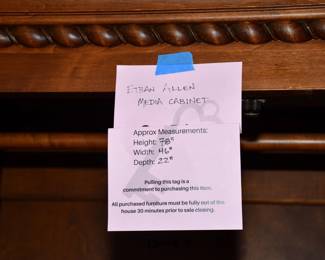 ETHAN ALLEN
MEDIA CABINET
Approx Measurements:
Height: 78"
Width: 46"
Depth: 22"
Pulling this tag is a
commitment to purchasing this item.
All purchased furniture must be fully out of the
house 30 minutes prior to sale closing.